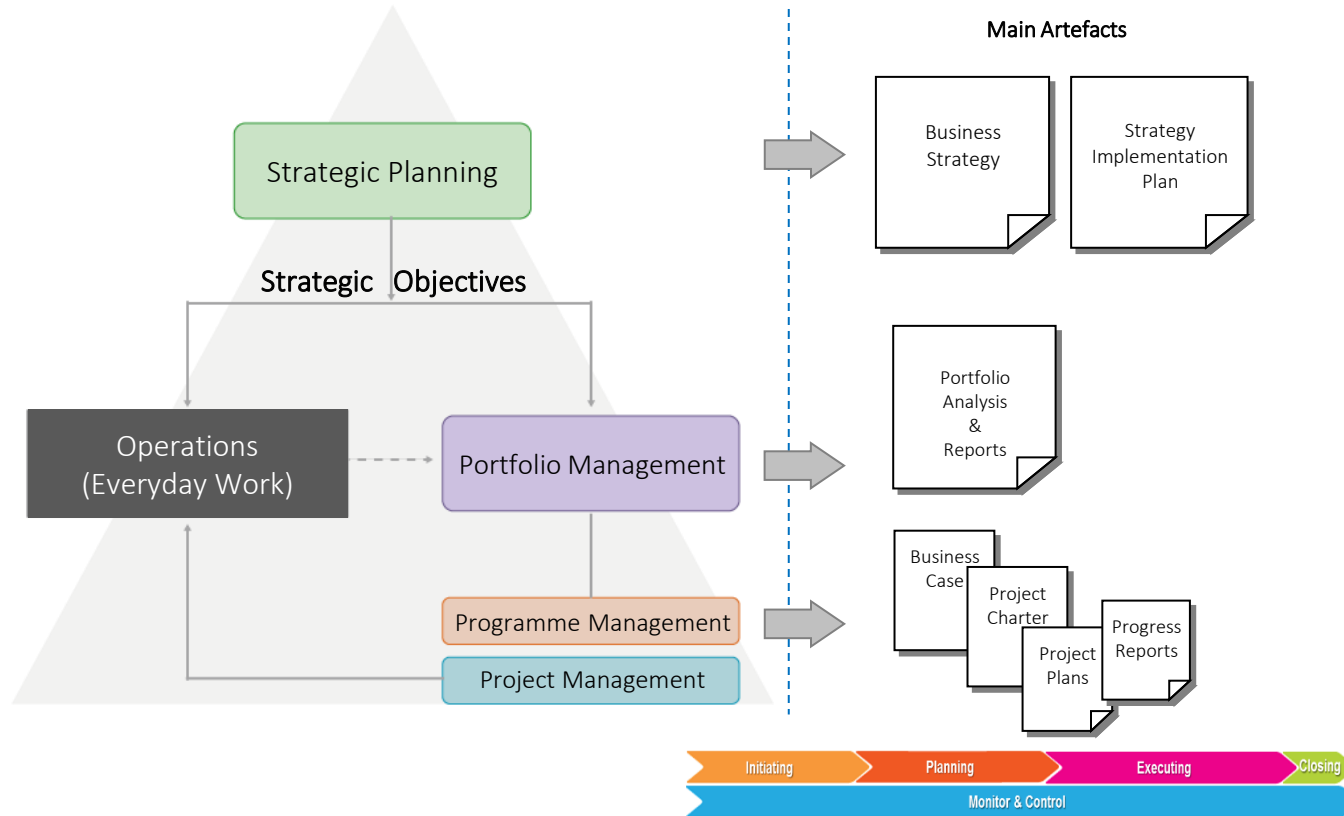 Main Artefacts
Strategic Planning
Business
Strategy
Strategy
Implementation
Plan
Strategic Objectives
Operations
(Everyday Work)
Portfolio Management
Portfolio
Analysis
&
Reports
Programme Management
Project Management
Business
Case
Project
Charter
Project
Plans
Progress
Reports
Initiating
Planning
Executing
Closing
Monitor & Control